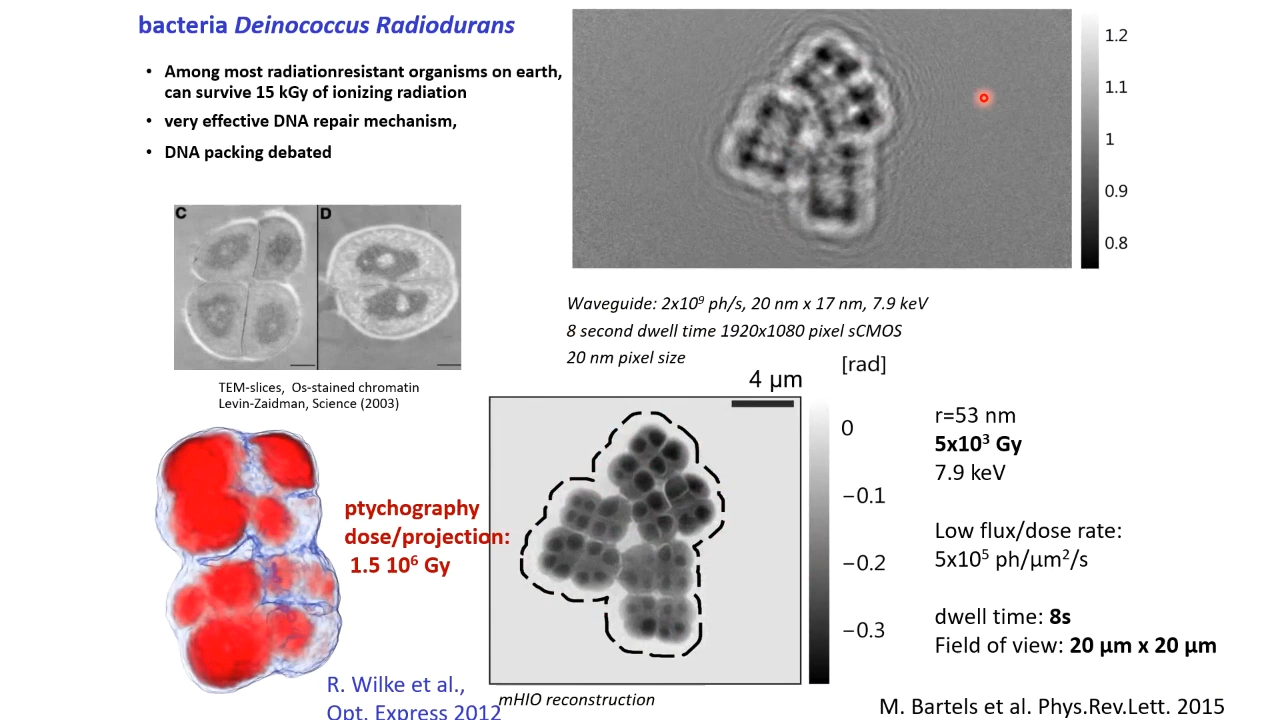 bacteria Deinococcus Radiodurans
• Among most radiationresistant organisms on earth,
can survive 15 kGy of ionizing radiation
• very effective DNA repair mechanism,
• DNA packing debated
C
D
TEM-slices, Os-stained chromatin
Levin-Zaidman, Science (2003)
1.2
1.1
1
0.9
0.8
Waveguide: 2x10⁹ ph/s, 20 nm x 17 nm, 7.9 keV
8 second dwell time 1920x1080 pixel sCMOS
20 nm pixel size
[rad]
4 μm
0
−0.1
−0.2
−0.3
ptychography
dose/projection:
1.5 10⁶ Gy
R. Wilke et al.,
Opt. Express 2012
mHIO reconstruction
r=53 nm
5x10³ Gy
7.9 keV
Low flux/dose rate:
5x10⁵ ph/μm²/s
dwell time: 8s
Field of view: 20 μm x 20 μm
M. Bartels et al. Phys.Rev.Lett. 2015